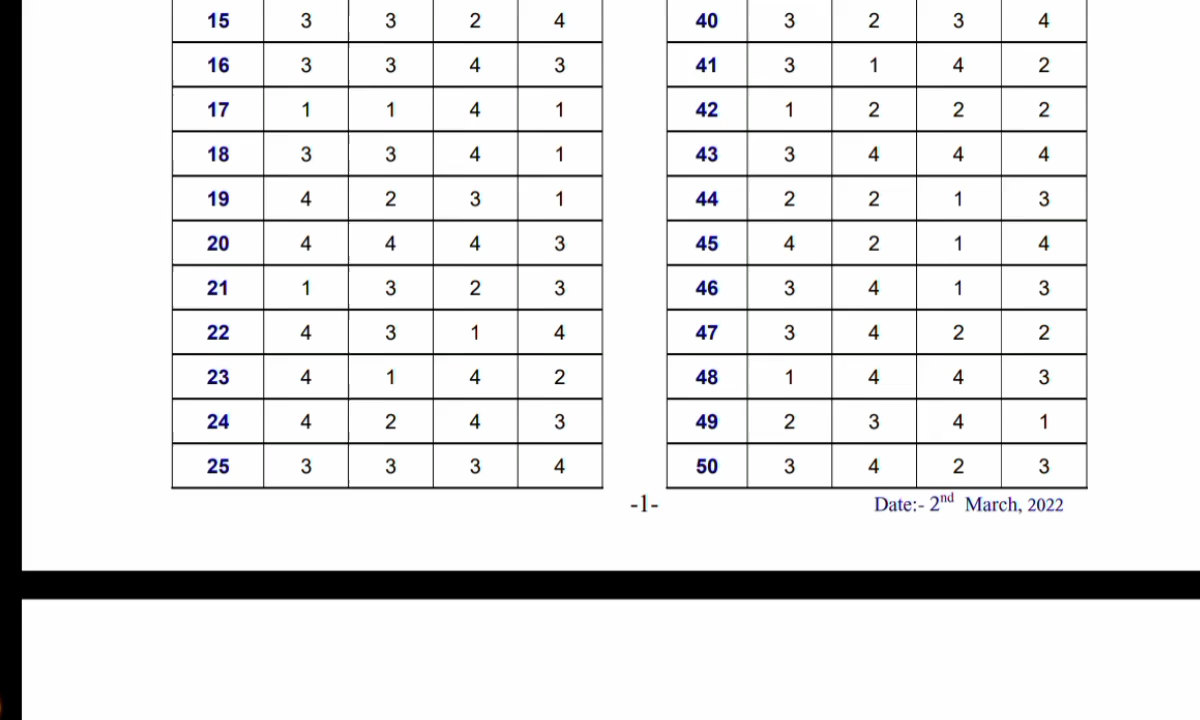 15 3 3 2 4 40 3 2 3 4
16 3 3 4 3 41 3 1 4 2
17 1 1 4 1 42 1 2 2 2
18 3 3 4 1 43 3 4 4 4
19 4 2 3 1 44 2 2 1 3
20 4 4 4 3 45 4 2 1 4
21 1 3 2 3 46 3 4 1 3
22 4 3 1 4 47 3 4 2 2
23 4 1 4 2 48 1 4 4 3
24 4 2 4 3 49 2 3 4 1
25 3 3 3 4 50 3 4 2 3
-1- Date:- 2nd March, 2022